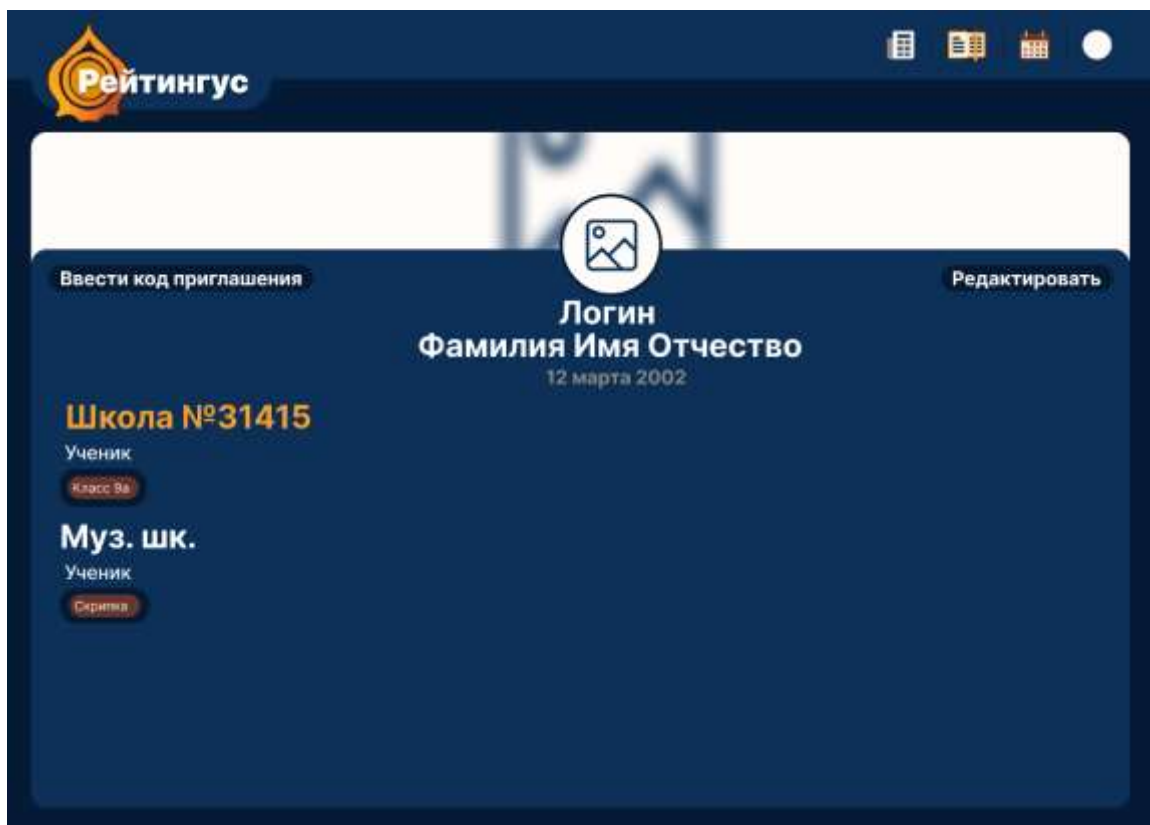 Рейтингус
Ввести код приглашения
Редактировать
Логин
Фамилия Имя Отчество
12 марта 2002
Школа №31415
Ученик
Класс 9а
Муз. шк.
Ученик
Скрипка